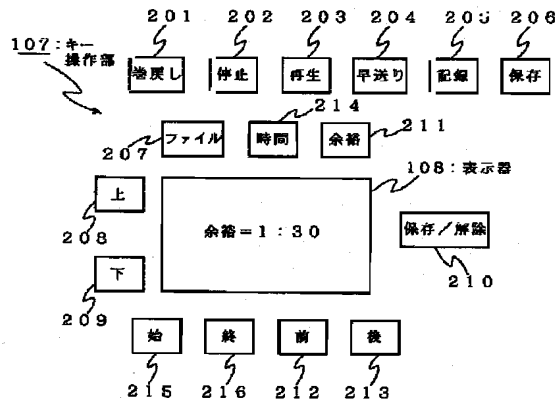 201 202 203 204 205 206
107:キー操作部
巻戻し 停止 再生 早送り 記録 保存
214
207 ファイル 時間 余裕 211
108:表示器
上
208
余裕=1:30
保存/解除
210
下
209
始 終 前 後
215 216 212 213